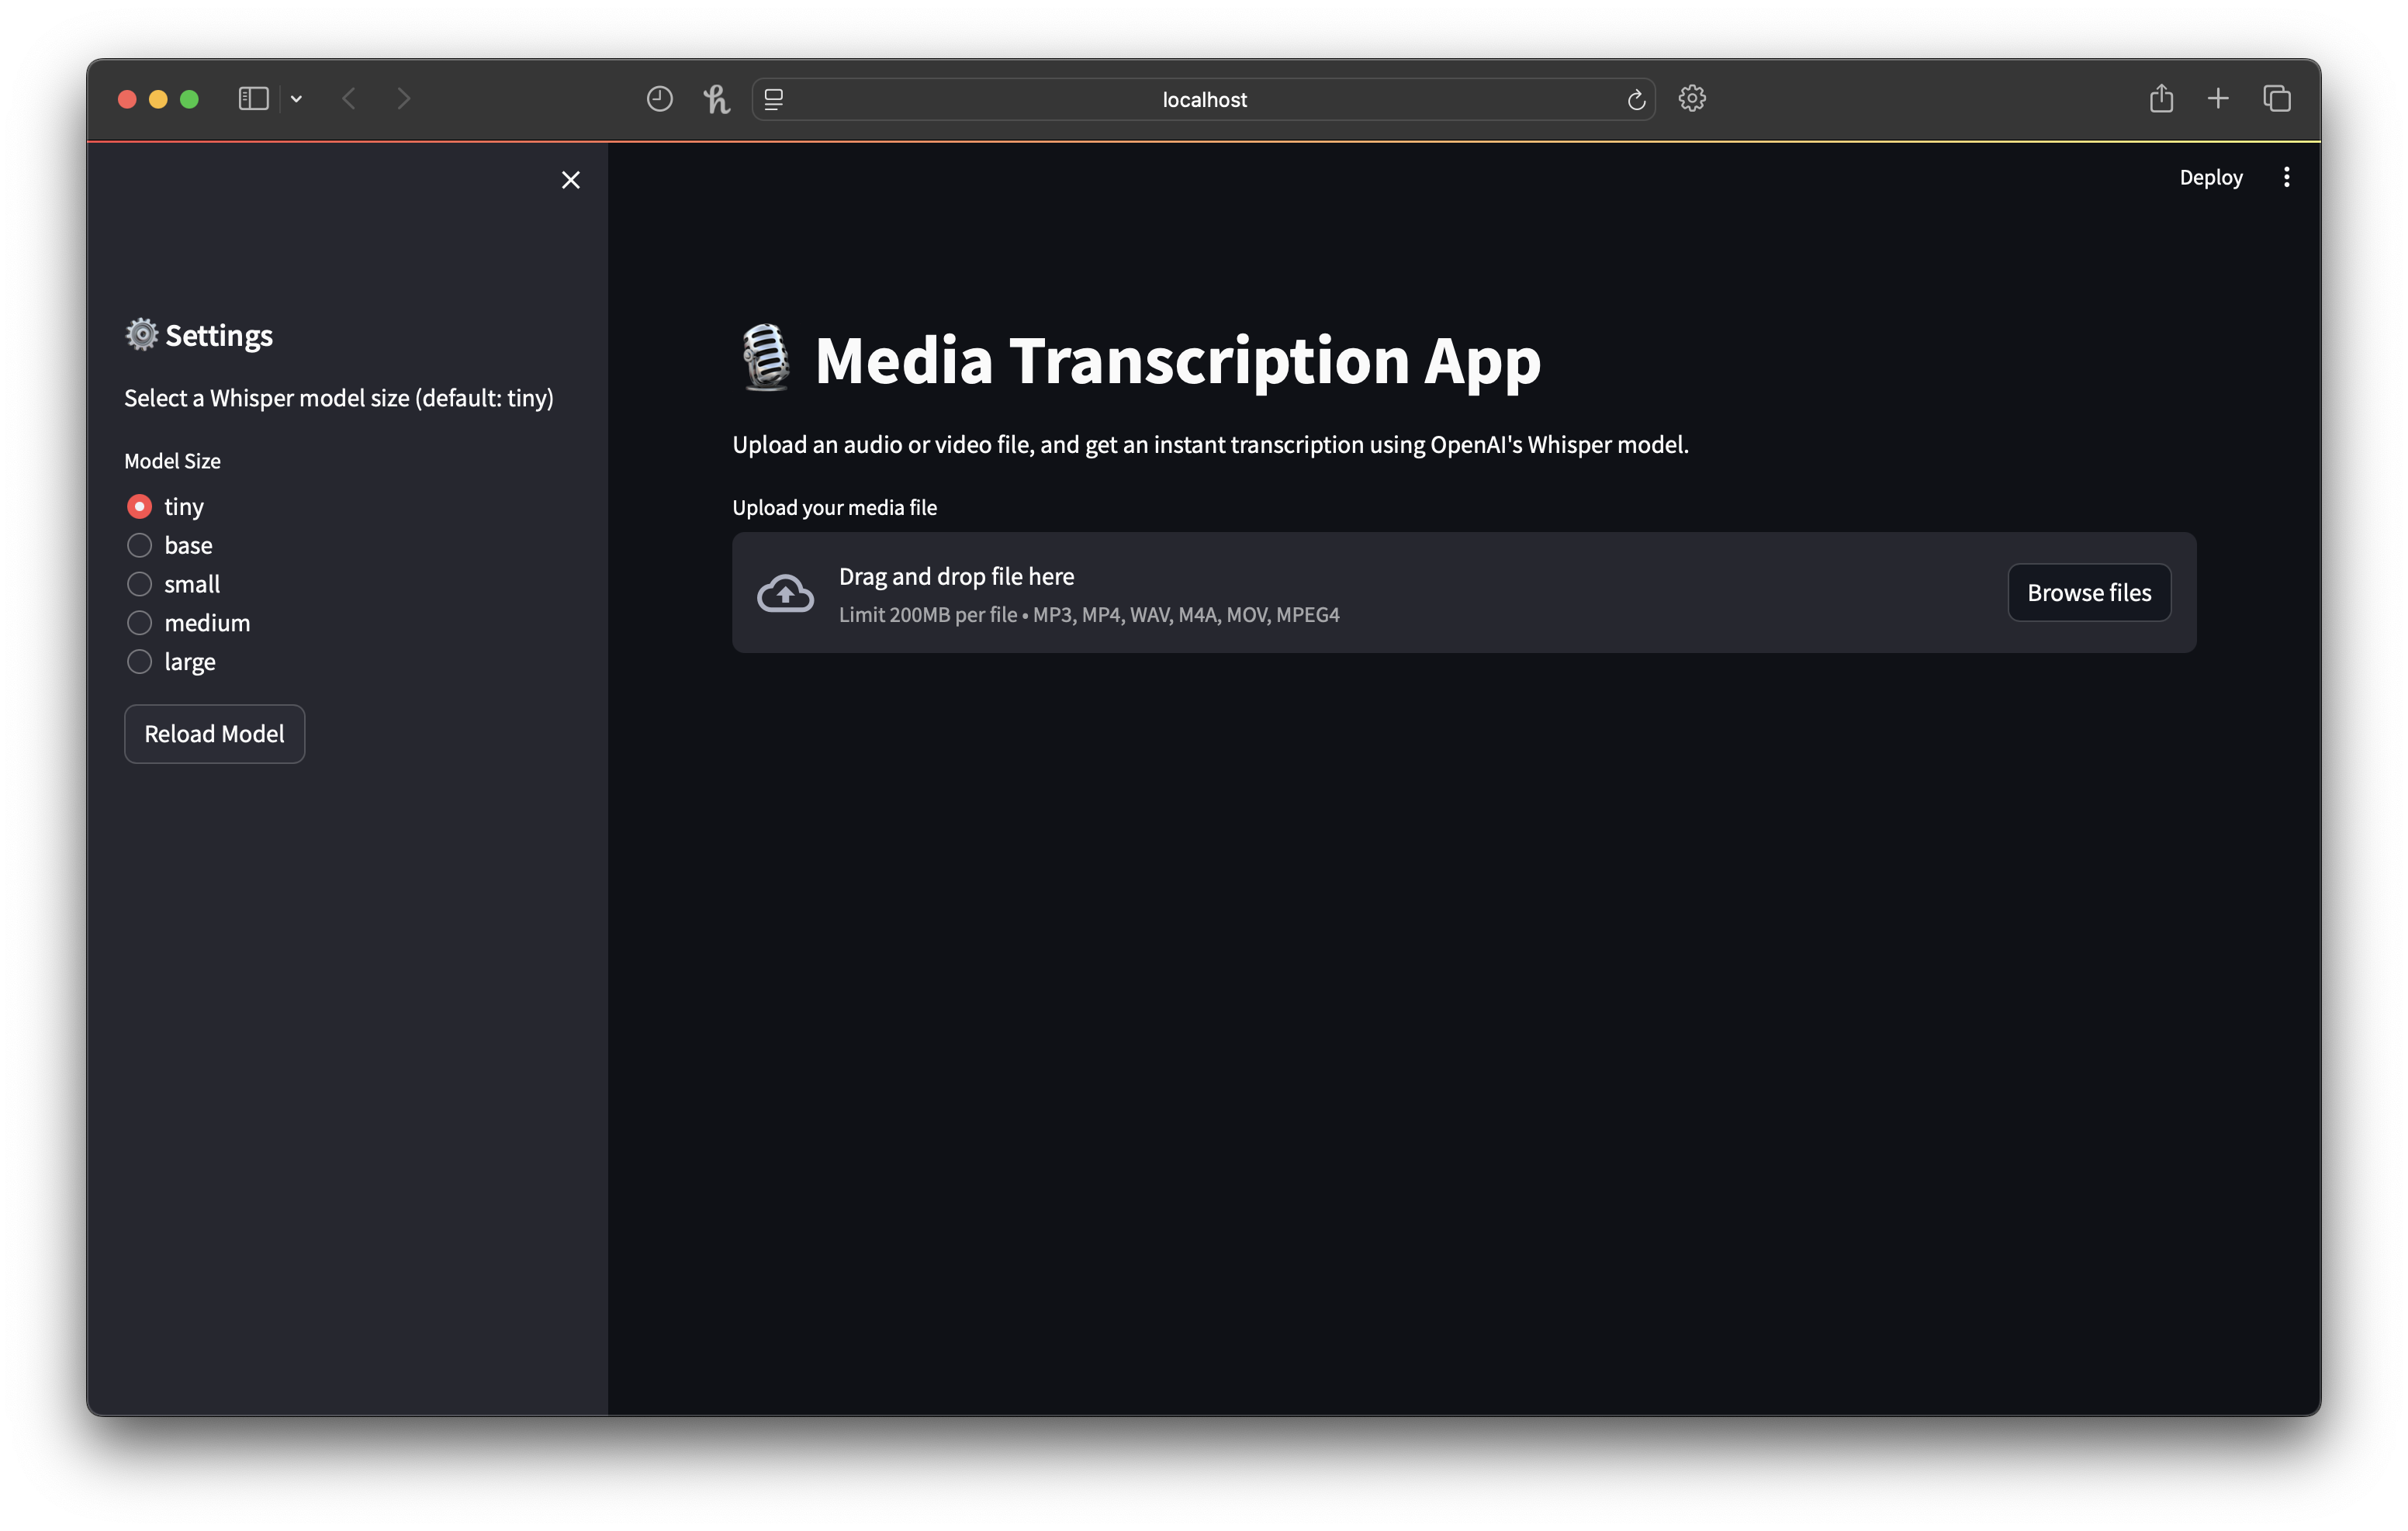 localhost
Deploy
Settings
Select a Whisper model size (default: tiny)
Model Size
tiny
base
small
medium
large
Reload Model
Media Transcription App
Upload an audio or video file, and get an instant transcription using OpenAI's Whisper model.
Upload your media file
Drag and drop file here
Limit 200MB per file • MP3, MP4, WAV, M4A, MOV, MPEG4
Browse files